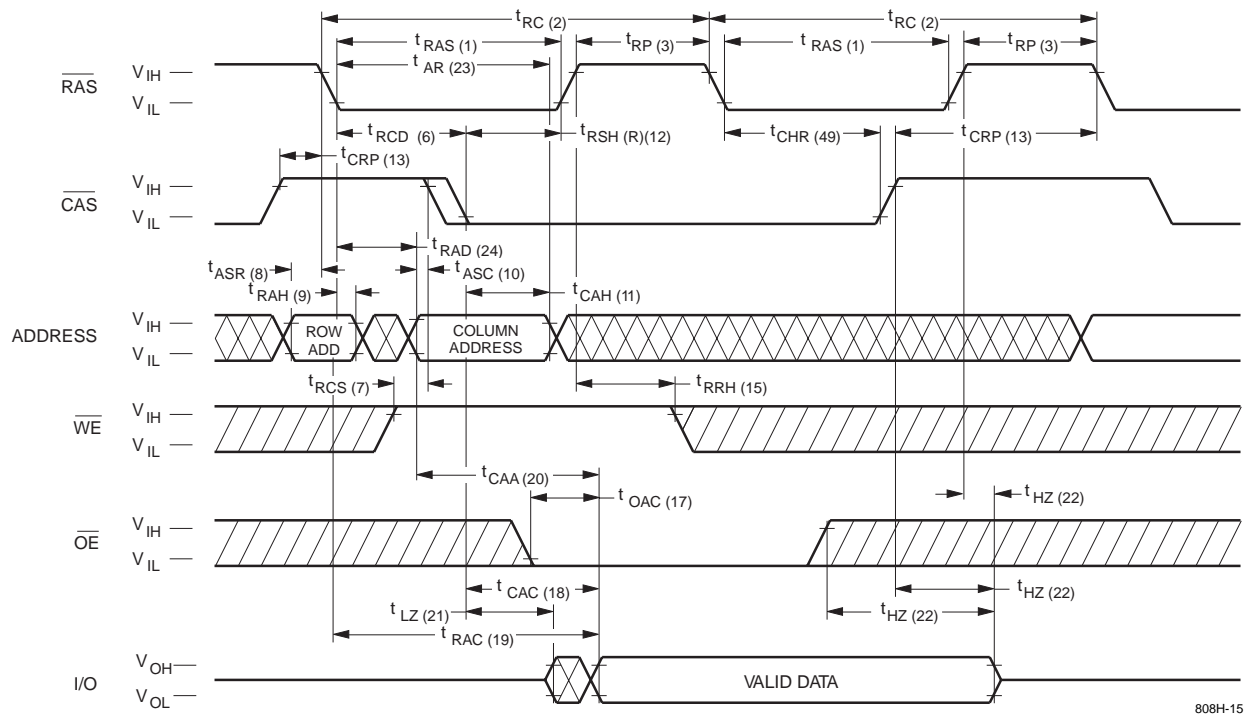 t RC (2) t RC (2)
t RAS (1) t RP (3) t RAS (1) t RP (3)
t AR (23)
RAS V IH
V IL
t RCD (6) t RSH (R)(12) t CHR (49) t CRP (13)
t CRP (13)
CAS V IH
V IL
t RAD (24)
t ASR (8) t ASC (10)
t RAH (9) t CAH (11)
ADDRESS V IH
V IL
ROW ADD
COLUMN ADDRESS
t RCS (7) t RRH (15)
WE V IH
V IL
t CAA (20)
t OAC (17) t HZ (22)
OE V IH
V IL
t CAC (18) t HZ (22)
t LZ (21) t HZ (22)
t RAC (19)
I/O V OH
V OL
VALID DATA
808H-15